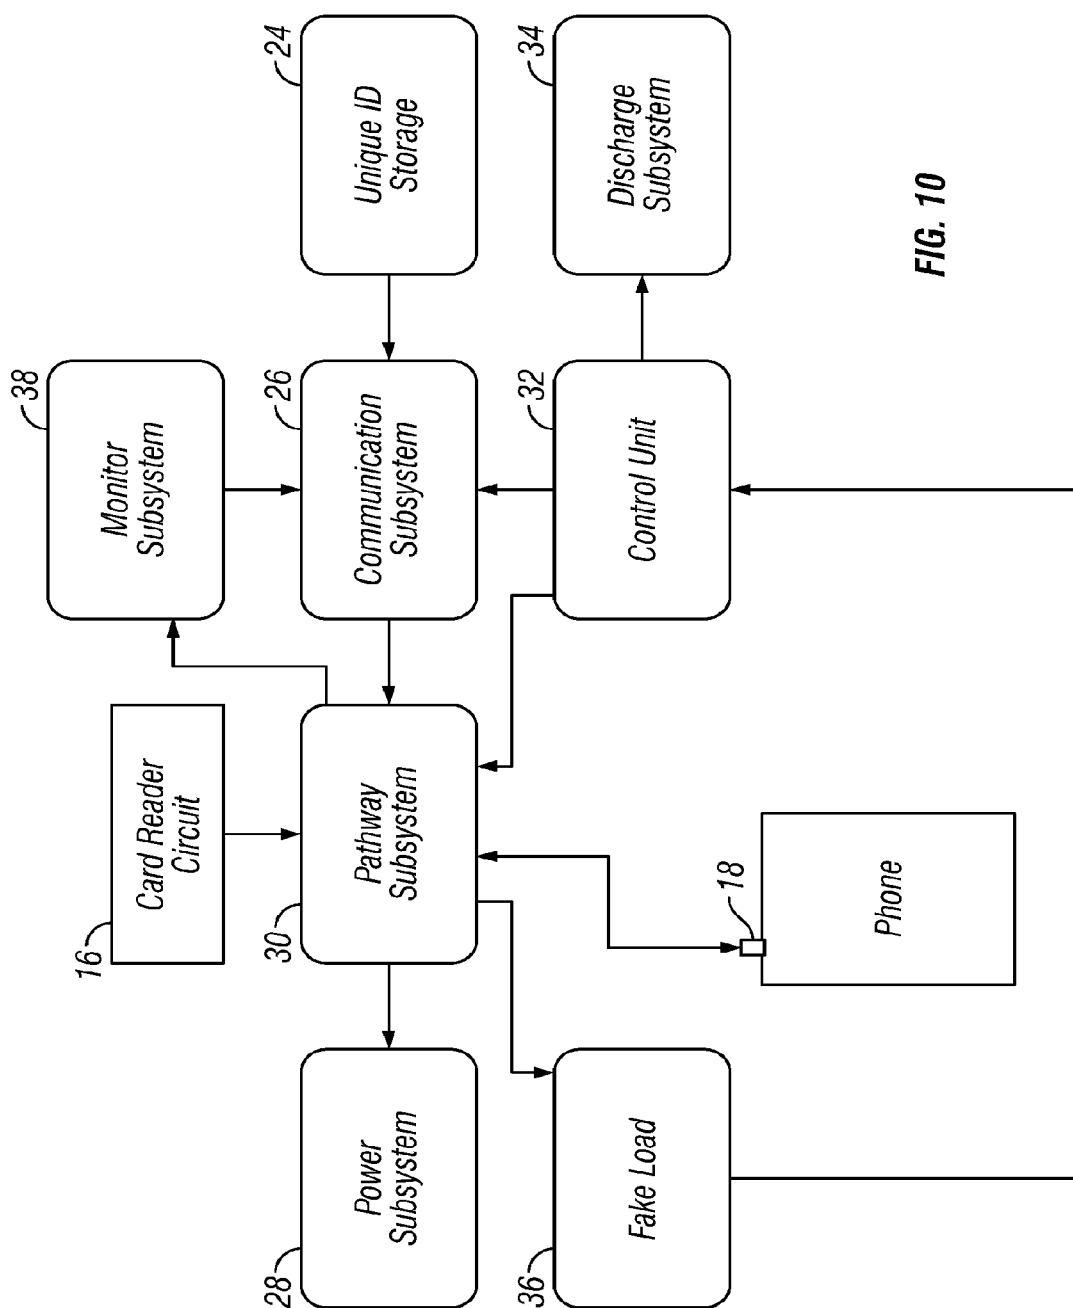 38
Monitor
Subsystem
16
Card Reader
Circuit
24
Unique ID
Storage
26
Communication
Subsystem
30
Pathway
Subsystem
28
Power
Subsystem
34
Discharge
Subsystem
32
Control Unit
36
Fake Load
18
Phone
FIG. 10